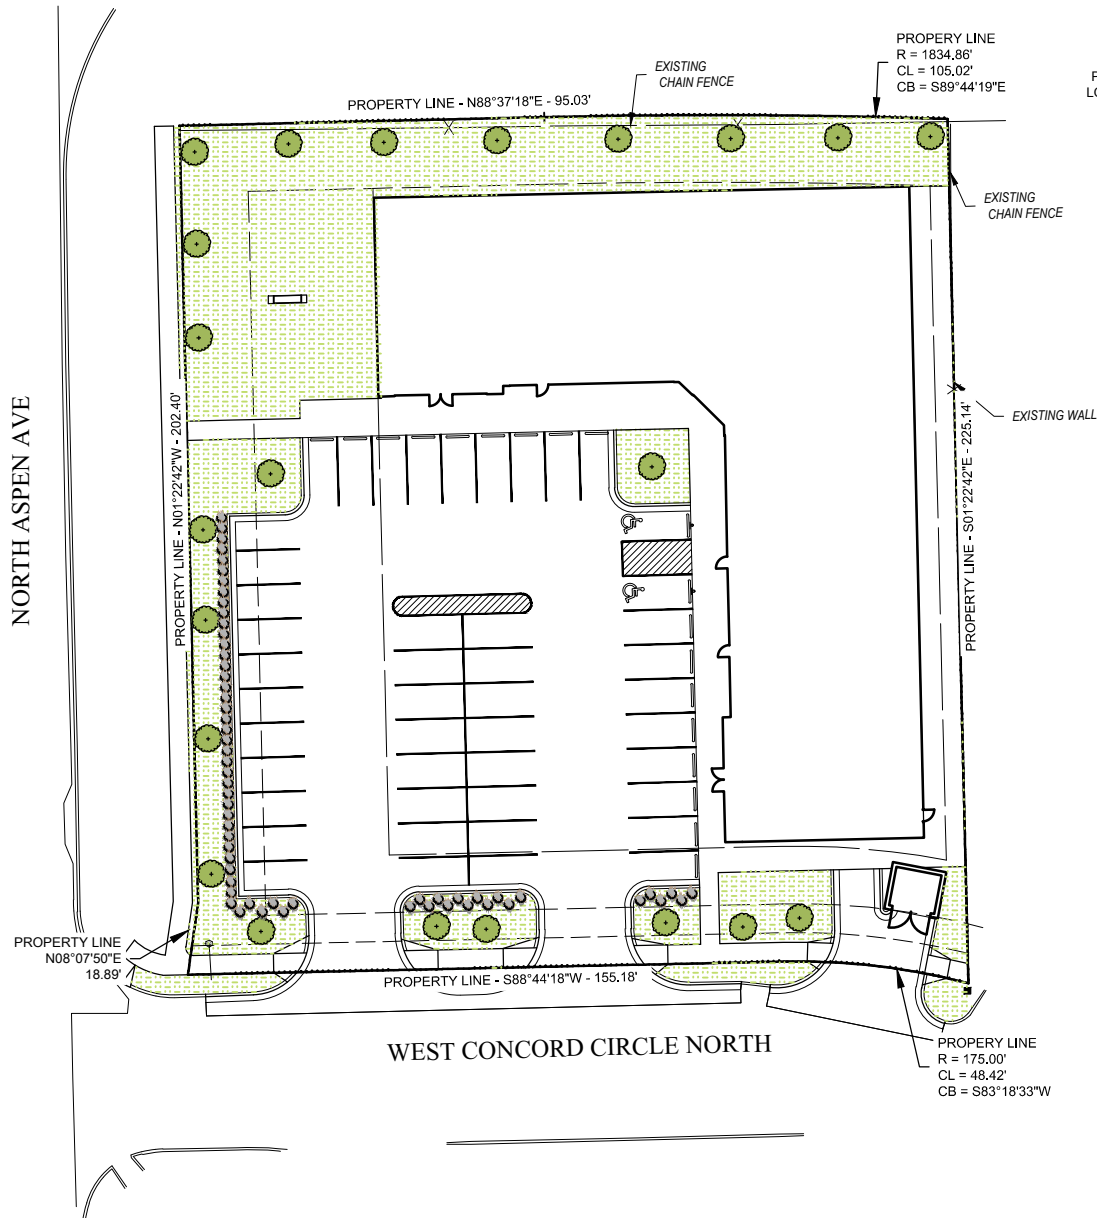 PROPERY LINE
R = 1834.86'
CL = 105.02'
CB = S89°44'19"E
EXISTING
CHAIN FENCE
PROPERTY LINE - N88°37'18"E - 95.03'
EXISTING
CHAIN FENCE
EXISTING WALL
NORTH ASPEN AVE
PROPERTY LINE - N01°22'42"W - 202.40'
PROPERTY LINE - S01°22'42"E - 225.14'
PROPERTY LINE
N08°07'50"E
18.89'
PROPERTY LINE - S88°44'18"W - 155.18'
WEST CONCORD CIRCLE NORTH
PROPERY LINE
R = 175.00'
CL = 48.42'
CB = S83°18'33"W